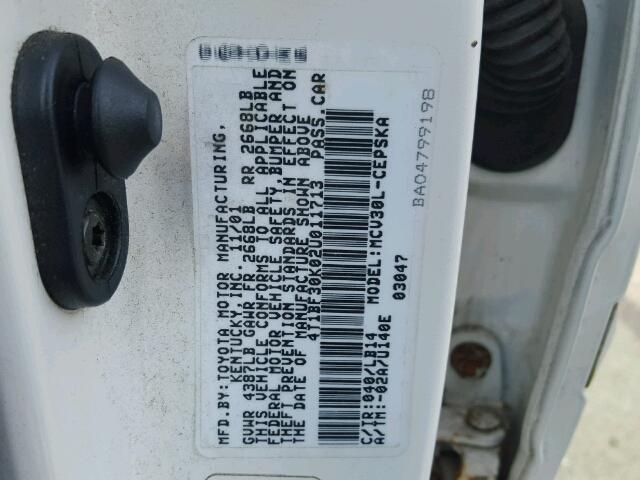 MFD.BY:TOYOTA MOTOR MANUFACTURING,
KENTUCKY,INC. 11/01
GVWR 4387LB GAWR FR 2668LB RR 2668LB
THIS VEHICLE CONFORMS TO ALL APPLICABLE
FEDERAL MOTOR VEHICLE SAFETY,BUMPER AND
THEFT PREVENTION STANDARDS IN EFFECT ON
THE DATE OF MANUFACTURE SHOWN ABOVE
4T1BF30K02U011713 PASS.CAR
MODEL:MCV30L-CEPSKA
C/TR:040/LB14
A/TM:-02A/U140E 03047
BA0479919B